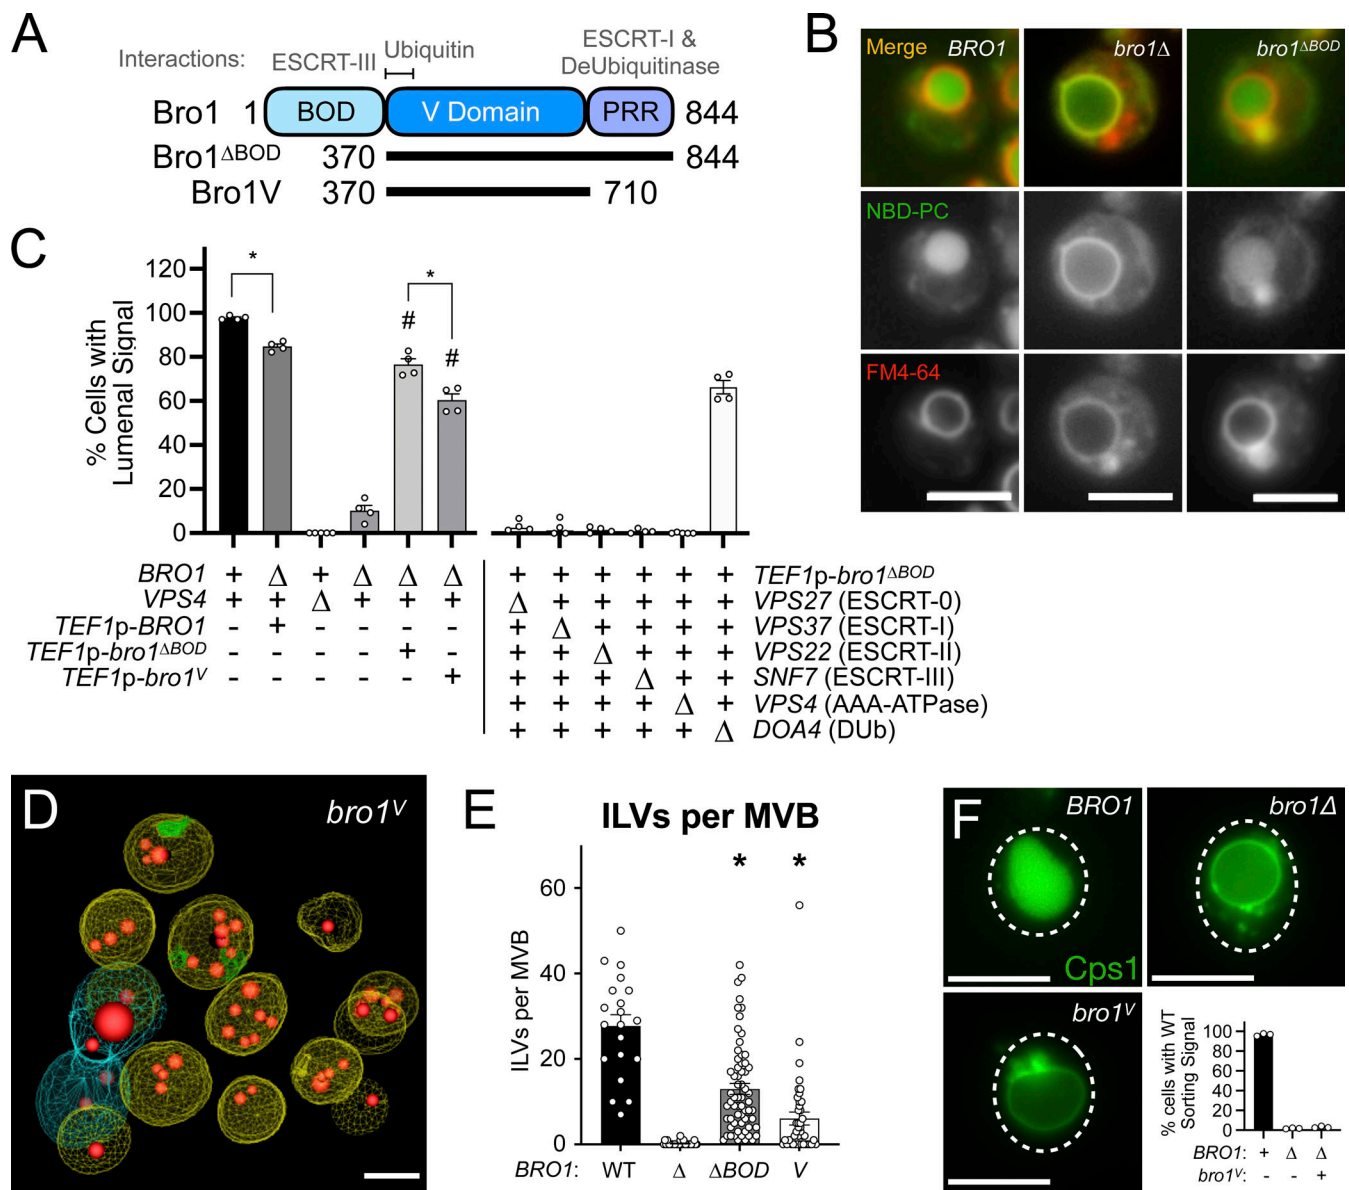 A
Interactions:
ESCRT-III
Ubiquitin
ESCRT-I &
DeUbiquitinase
Bro1 1 BOD V Domain PRR 844
Bro1ΔBOD 370 844
Bro1V 370 710
B
Merge BRO1 bro1Δ bro1ΔBOD
NBD-PC
FM4-64
C
% Cells with
Lumenal Signal
120
100
80
60
40
20
0
* * # #
BRO1 + Δ + Δ Δ Δ
VPS4 + + Δ + + +
TEF1p-BRO1 - + - - - -
TEF1p-bro1ΔBOD - - - - + -
TEF1p-bro1V - - - - - +
+ + + + + + TEF1p-bro1ΔBOD
Δ + + + + + VPS27 (ESCRT-0)
+ Δ + + + + VPS37 (ESCRT-I)
+ + Δ + + + VPS22 (ESCRT-II)
+ + + Δ + + SNF7 (ESCRT-III)
+ + + + Δ + VPS4 (AAA-ATPase)
+ + + + + Δ DOA4 (DUb)
D bro1V
E
ILVs per MVB
ILVs per MVB
60
40
20
0
* *
BRO1: WT Δ ΔBOD V
F
BRO1
bro1Δ
Cps1
bro1V
% cells with WT
Sorting Signal
100
80
60
40
20
0
BRO1: + Δ Δ
bro1V: - - +